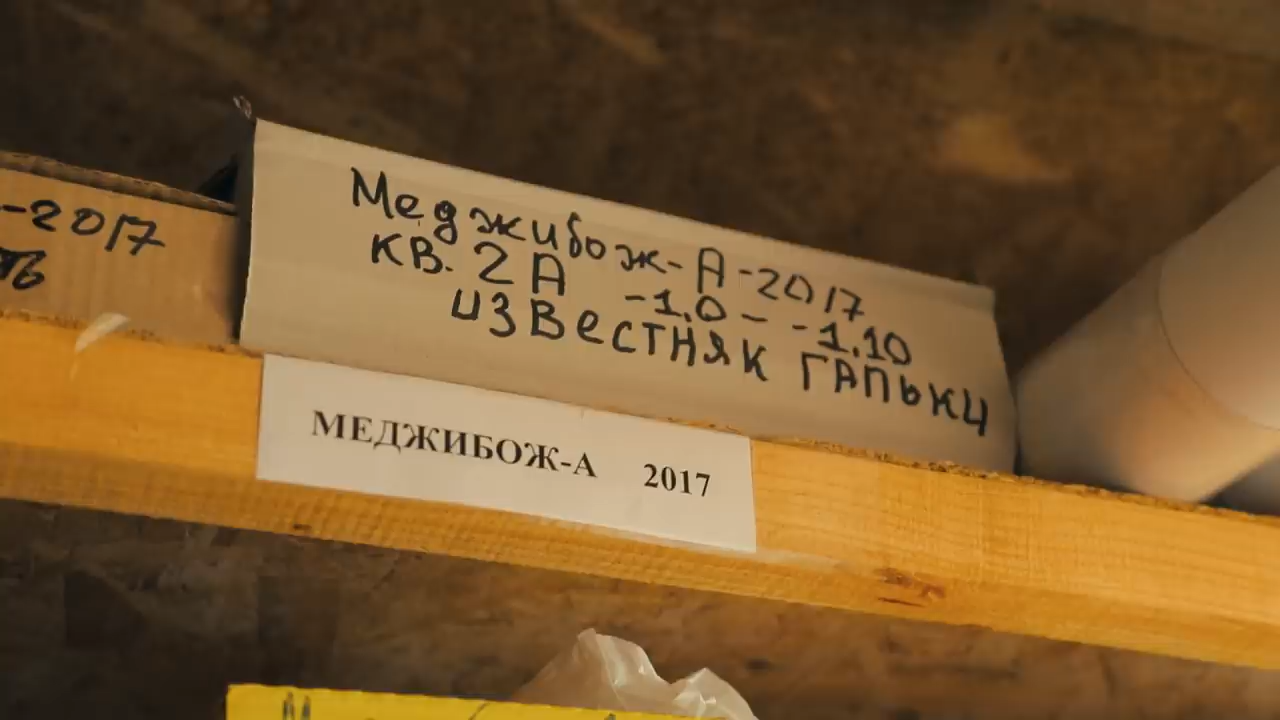 -2017
Меджибож-А-2017
кв. 2А -1.0 – -1.10
известняк гальки
МЕДЖИБОЖ-А 2017